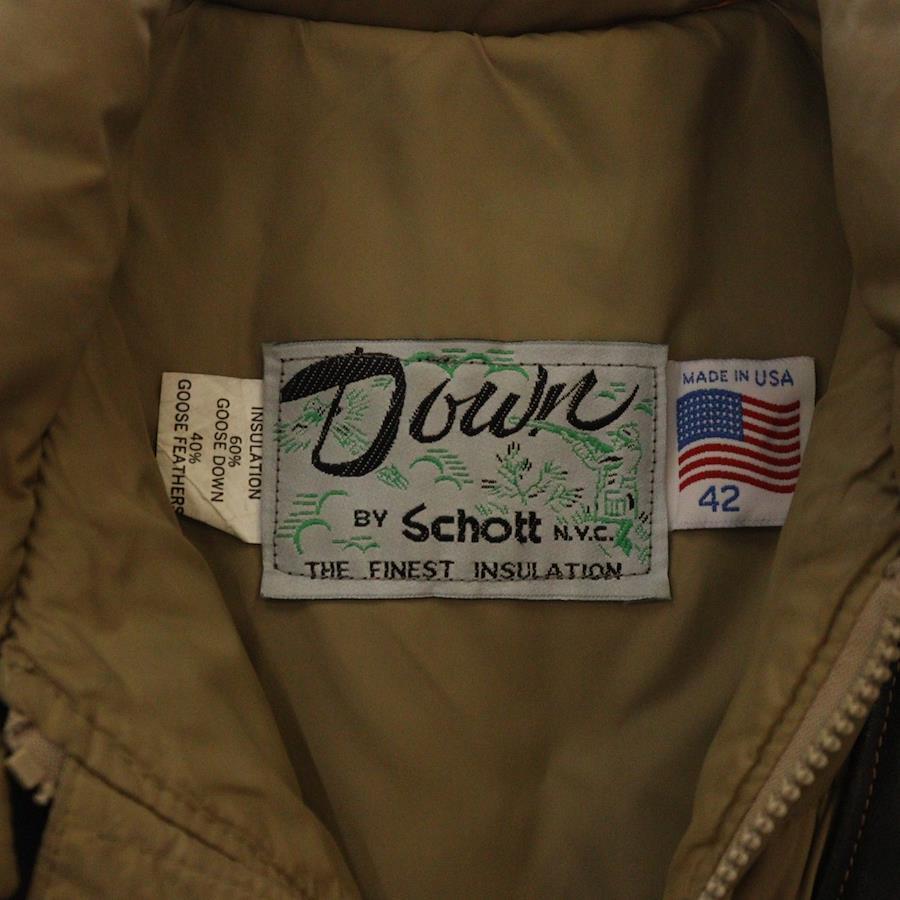 INSULATION
60%
GOOSE DOWN
40%
GOOSE FEATHERS
Down
BY Schott N.Y.C.
THE FINEST INSULATION
MADE IN USA
42